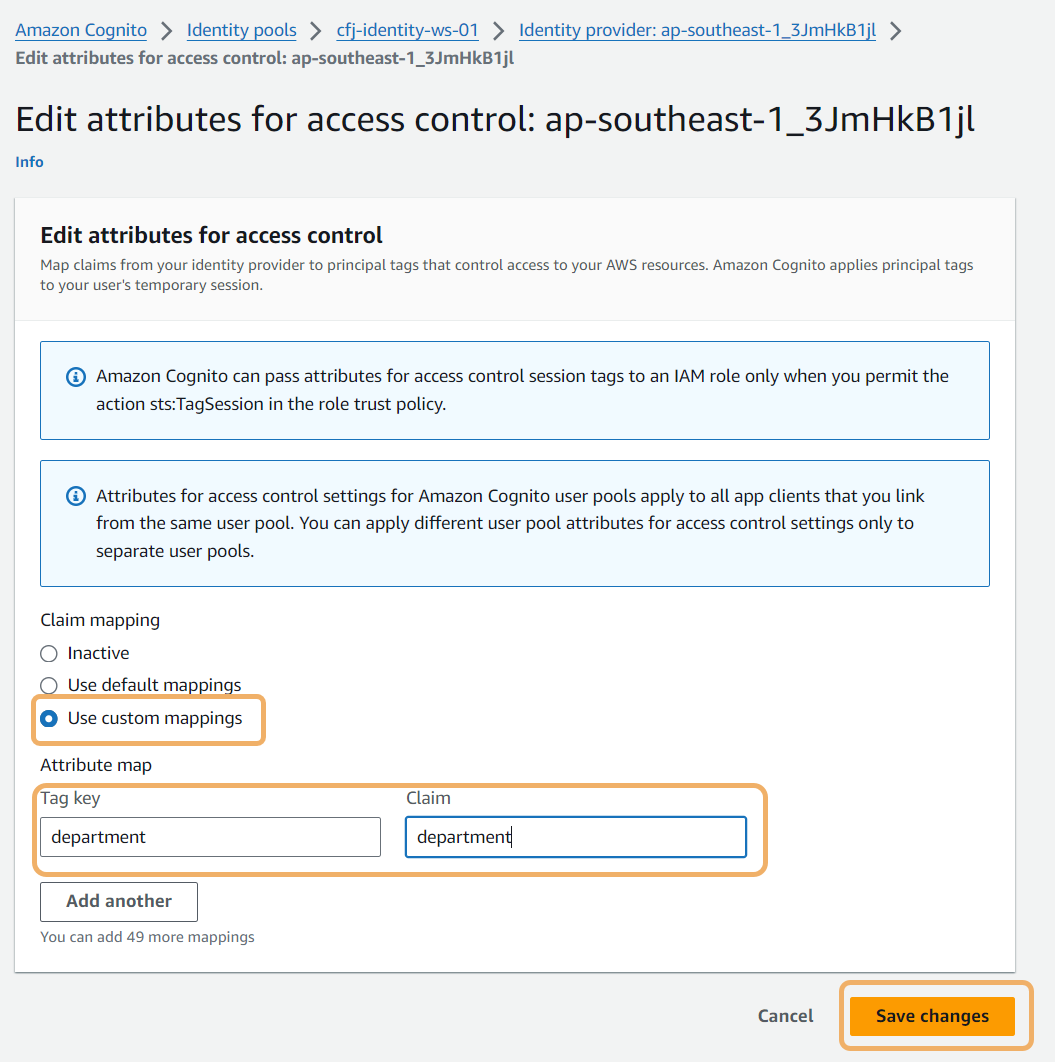 Amazon Cognito > Identity pools > cfj-identity-ws-01 > Identity provider: ap-southeast-1_3JmHkB1jl >
Edit attributes for access control: ap-southeast-1_3JmHkB1jl
Edit attributes for access control: ap-southeast-1_3JmHkB1jl
Info
Edit attributes for access control
Map claims from your identity provider to principal tags that control access to your AWS resources. Amazon Cognito applies principal tags
to your user's temporary session.
Amazon Cognito can pass attributes for access control session tags to an IAM role only when you permit the
action sts:TagSession in the role trust policy.
Attributes for access control settings for Amazon Cognito user pools apply to all app clients that you link
from the same user pool. You can apply different user pool attributes for access control settings only to
separate user pools.
Claim mapping
Inactive
Use default mappings
Use custom mappings
Attribute map
Tag key Claim
department department
Add another
You can add 49 more mappings
Cancel Save changes